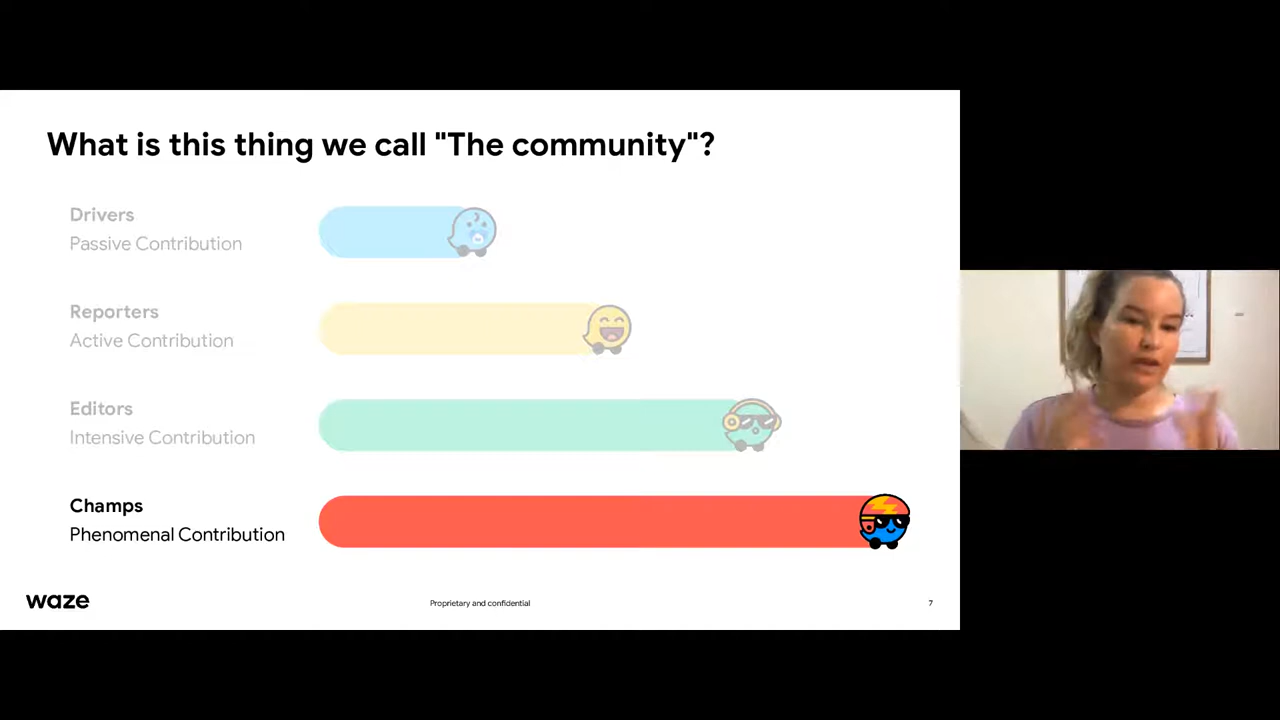 What is this thing we call "The community"?
Drivers
Passive Contribution
Reporters
Active Contribution
Editors
Intensive Contribution
Champs
Phenomenal Contribution
waze
Proprietary and confidential
7